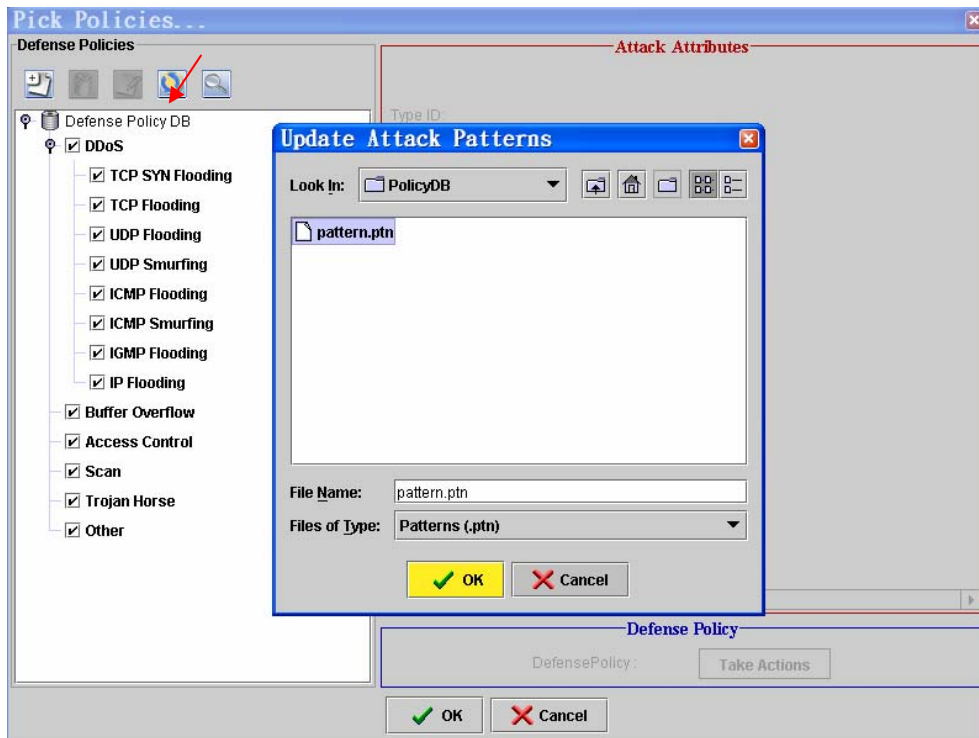 Pick Policies...
Defense Policies
Attack Attributes
Type ID:
Defense Policy DB
DDoS
TCP SYN Flooding
TCP Flooding
UDP Flooding
UDP Smurfing
ICMP Flooding
ICMP Smurfing
IGMP Flooding
IP Flooding
Buffer Overflow
Access Control
Scan
Trojan Horse
Other
Update Attack Patterns
Look In: PolicyDB
pattern.ptn
File Name: pattern.ptn
Files of Type: Patterns (.ptn)
OK Cancel
Defense Policy
DefensePolicy: Take Actions
OK Cancel